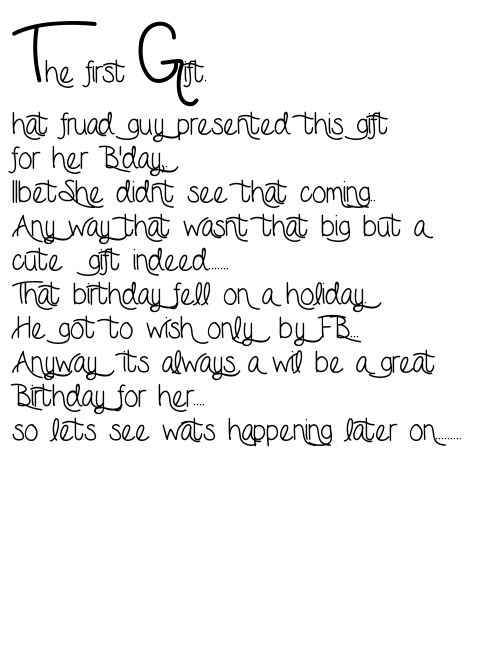 The first Gift.
hat fruad guy presented this gift
for her B'day,.
IIbet She didnt see that coming..
Any way that wasnt that big but a
cute gift indeed......
That birthday fell on a holiday.
He got to wish only by FB...
Anyway its always a wil be a great
Birthday for her....
so lets see wats happening later on.........